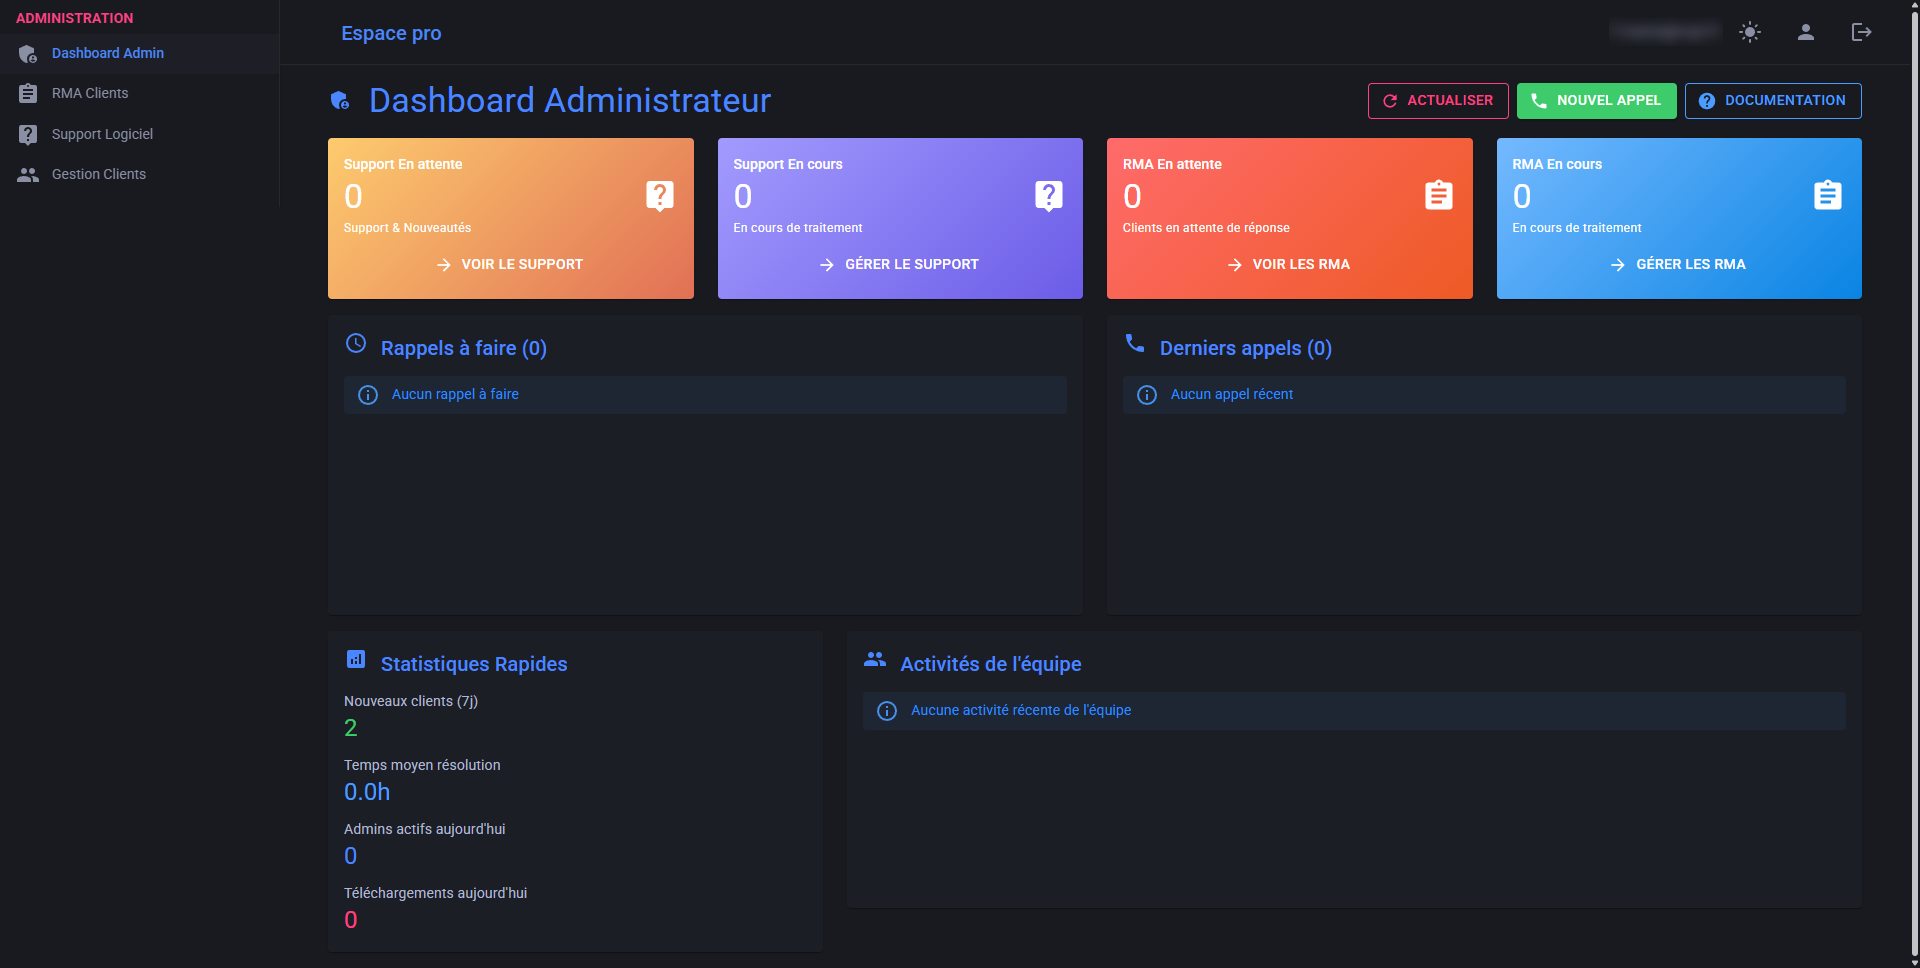 ADMINISTRATION
Dashboard Admin
RMA Clients
Support Logiciel
Gestion Clients
Espace pro
Dashboard Administrateur
ACTUALISER
NOUVEL APPEL
DOCUMENTATION
Support En attente
0
Support & Nouveautés
VOIR LE SUPPORT
Support En cours
0
En cours de traitement
GÉRER LE SUPPORT
RMA En attente
0
Clients en attente de réponse
VOIR LES RMA
RMA En cours
0
En cours de traitement
GÉRER LES RMA
Rappels à faire (0)
Aucun rappel à faire
Derniers appels (0)
Aucun appel récent
Statistiques Rapides
Nouveaux clients (7j)
2
Temps moyen résolution
0.0h
Admins actifs aujourd'hui
0
Téléchargements aujourd'hui
0
Activités de l'équipe
Aucune activité récente de l'équipe